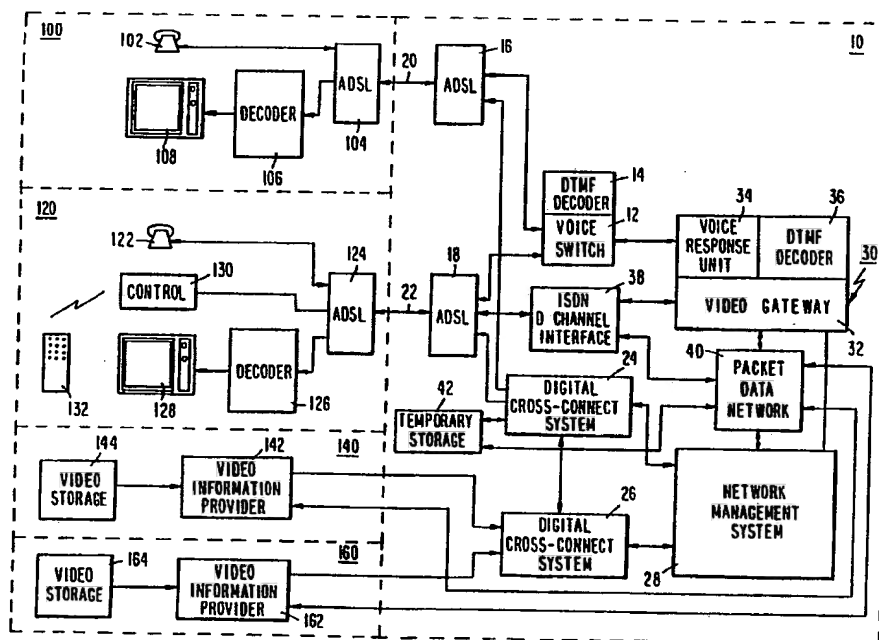 100
102
ADSL
104
DECODER
106
108
20
16
ADSL
10
120
122
124
ADSL
130
CONTROL
132
128
DECODER
126
22
18
ADSL
14
DTMF
DECODER
12
VOICE
SWITCH
34
VOICE
RESPONSE
UNIT
36
DTMF
DECODER
30
VIDEO GATEWAY
32
38
ISDN
D CHANNEL
INTERFACE
40
PACKET
DATA
NETWORK
24
DIGITAL
CROSS-CONNECT
SYSTEM
42
TEMPORARY
STORAGE
140
144
VIDEO
STORAGE
142
VIDEO
INFORMATION
PROVIDER
26
DIGITAL
CROSS-CONNECT
SYSTEM
NETWORK
MANAGEMENT
SYSTEM
28
160
164
VIDEO
STORAGE
VIDEO
INFORMATION
PROVIDER
162